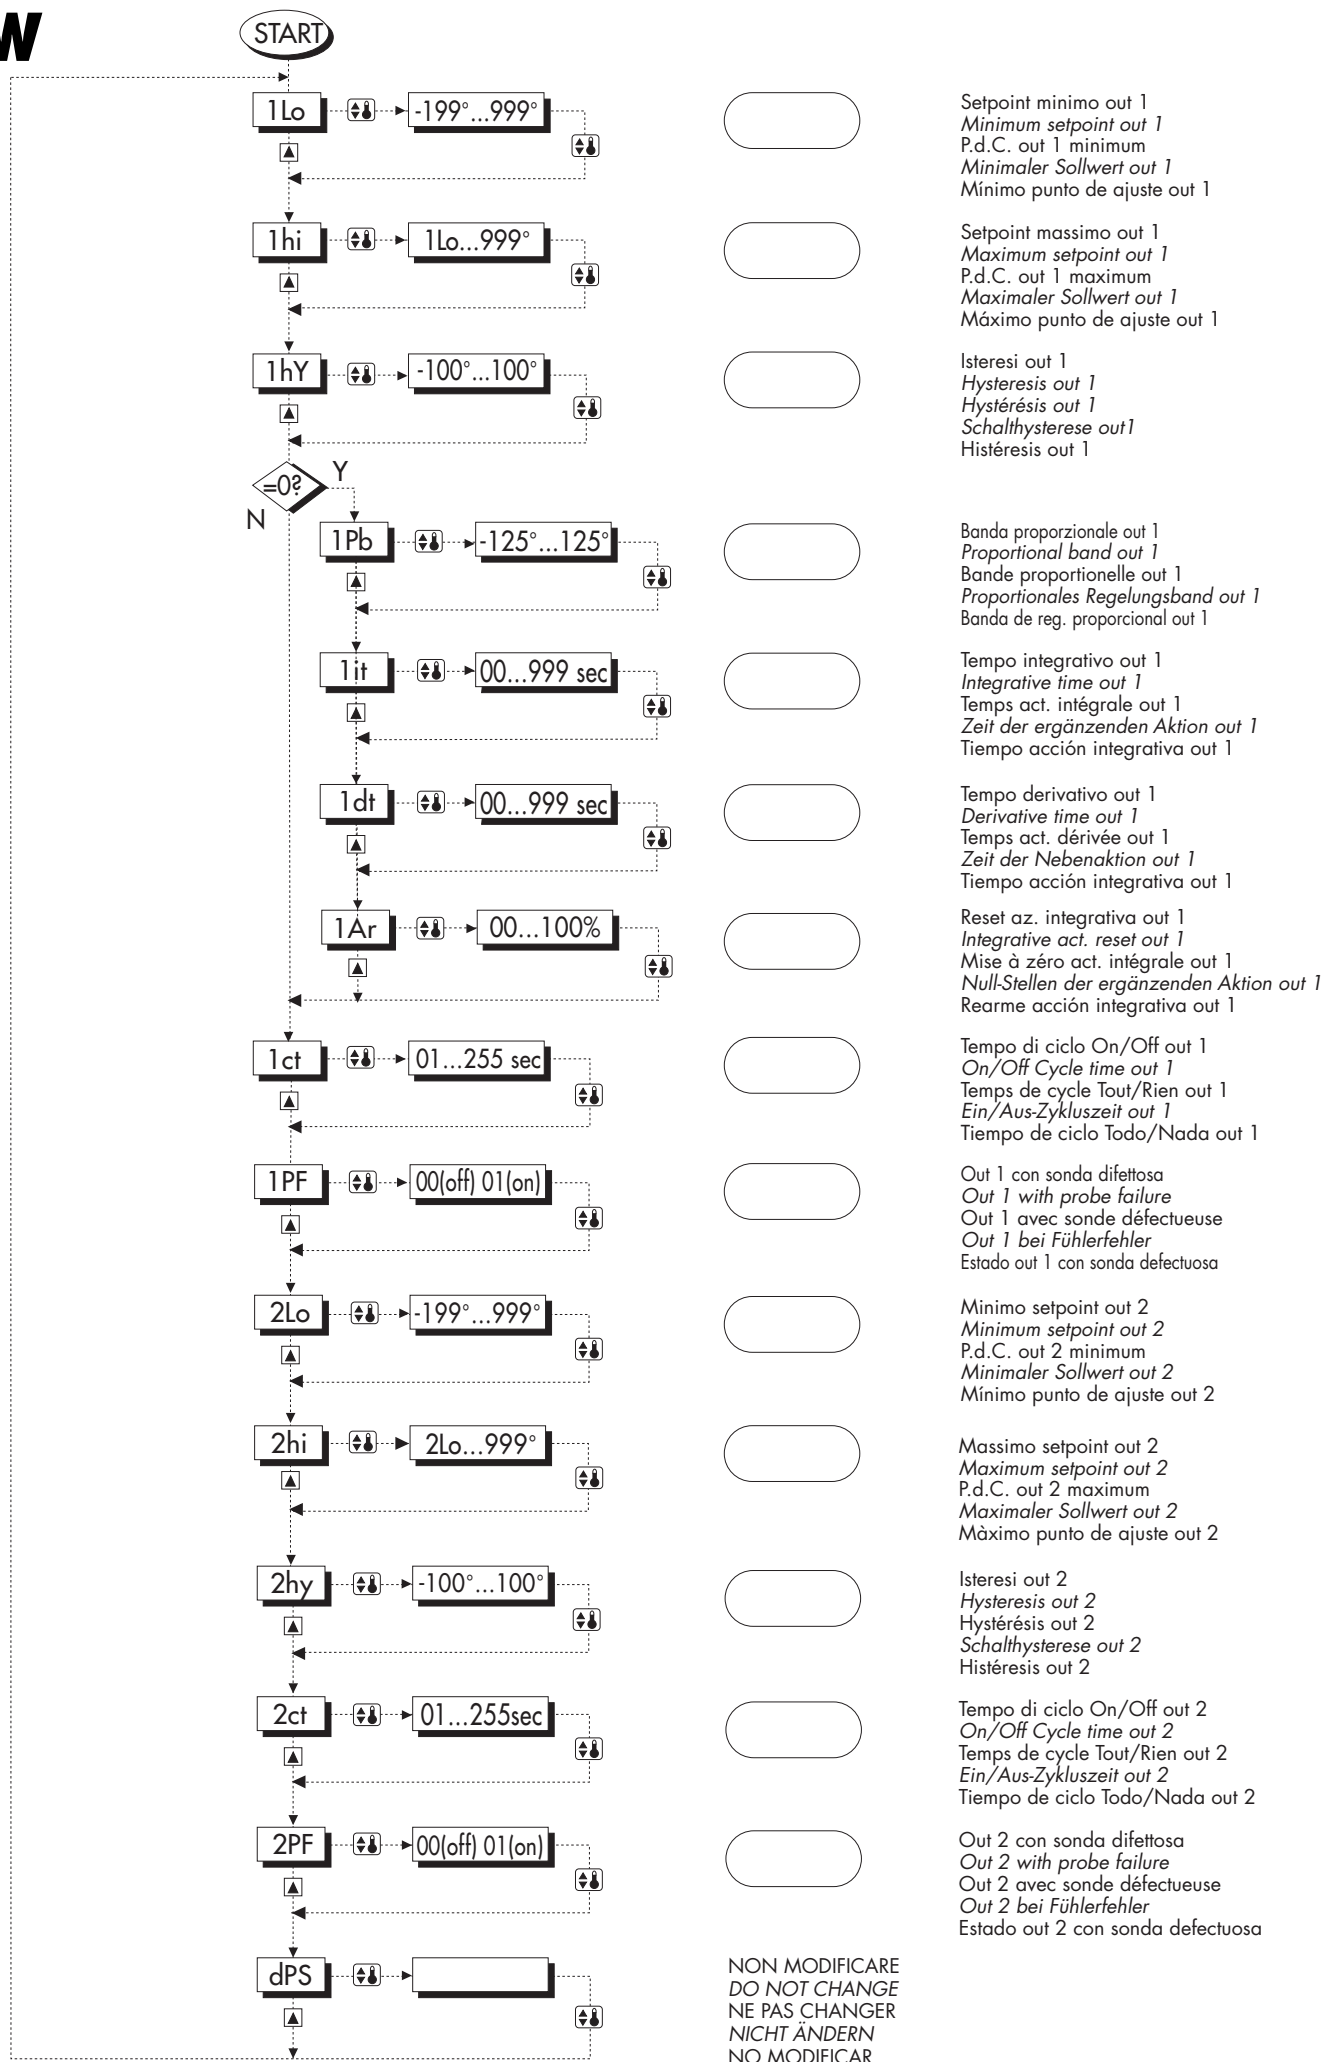 W
START
1Lo
-199°...999°
Setpoint minimo out 1
Minimum setpoint out 1
P.d.C. out 1 minimum
Minimaler Sollwert out 1
Mínimo punto de ajuste out 1
1hi
1Lo...999°
Setpoint massimo out 1
Maximum setpoint out 1
P.d.C. out 1 maximum
Maximaler Sollwert out 1
Máximo punto de ajuste out 1
1hY
-100°...100°
Isteresi out 1
Hysteresis out 1
Hystérésis out 1
Schalthysterese out1
Histéresis out 1
=0?
Y
N
1Pb
-125°...125°
Banda proporzionale out 1
Proportional band out 1
Bande proportionelle out 1
Proportionales Regelungsband out 1
Banda de reg. proporcional out 1
1it
00...999 sec
Tempo integrativo out 1
Integrative time out 1
Temps act. intégrale out 1
Zeit der ergänzenden Aktion out 1
Tiempo acción integrativa out 1
1dt
00...999 sec
Tempo derivativo out 1
Derivative time out 1
Temps act. dérivée out 1
Zeit der Nebenaktion out 1
Tiempo acción integrativa out 1
1Ar
00...100%
Reset az. integrativa out 1
Integrative act. reset out 1
Mise à zéro act. intégrale out 1
Null-Stellen der ergänzenden Aktion out 1
Rearme acción integrativa out 1
1ct
01...255 sec
Tempo di ciclo On/Off out 1
On/Off Cycle time out 1
Temps de cycle Tout/Rien out 1
Ein/Aus-Zykluszeit out 1
Tiempo de ciclo Todo/Nada out 1
1PF
00(off) 01(on)
Out 1 con sonda difettosa
Out 1 with probe failure
Out 1 avec sonde défectueuse
Out 1 bei Fühlerfehler
Estado out 1 con sonda defectuosa
2Lo
-199°...999°
Minimo setpoint out 2
Minimum setpoint out 2
P.d.C. out 2 minimum
Minimaler Sollwert out 2
Mínimo punto de ajuste out 2
2hi
2Lo...999°
Massimo setpoint out 2
Maximum setpoint out 2
P.d.C. out 2 maximum
Maximaler Sollwert out 2
Màximo punto de ajuste out 2
2hy
-100°...100°
Isteresi out 2
Hysteresis out 2
Hystérésis out 2
Schalthysterese out 2
Histéresis out 2
2ct
01...255sec
Tempo di ciclo On/Off out 2
On/Off Cycle time out 2
Temps de cycle Tout/Rien out 2
Ein/Aus-Zykluszeit out 2
Tiempo de ciclo Todo/Nada out 2
2PF
00(off) 01(on)
Out 2 con sonda difettosa
Out 2 with probe failure
Out 2 avec sonde défectueuse
Out 2 bei Fühlerfehler
Estado out 2 con sonda defectuosa
dPS
NON MODIFICARE
DO NOT CHANGE
NE PAS CHANGER
NICHT ÄNDERN
NO MODIFICAR